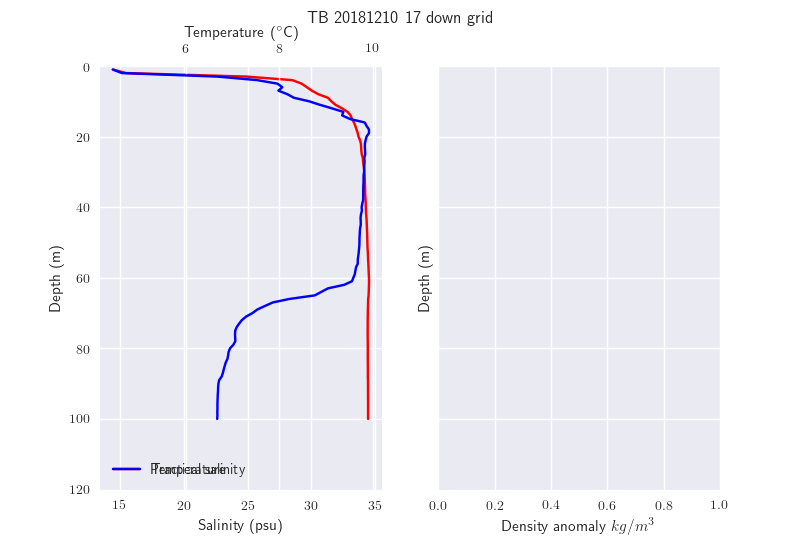 TB 20181210 17 down grid
Temperature (°C)
6 8 10
0
20
40
60
80
100
120
Depth (m)
15 20 25 30 35
Salinity (psu)
Depth (m)
0.0 0.2 0.4 0.6 0.8 1.0
Density anomaly kg/m³